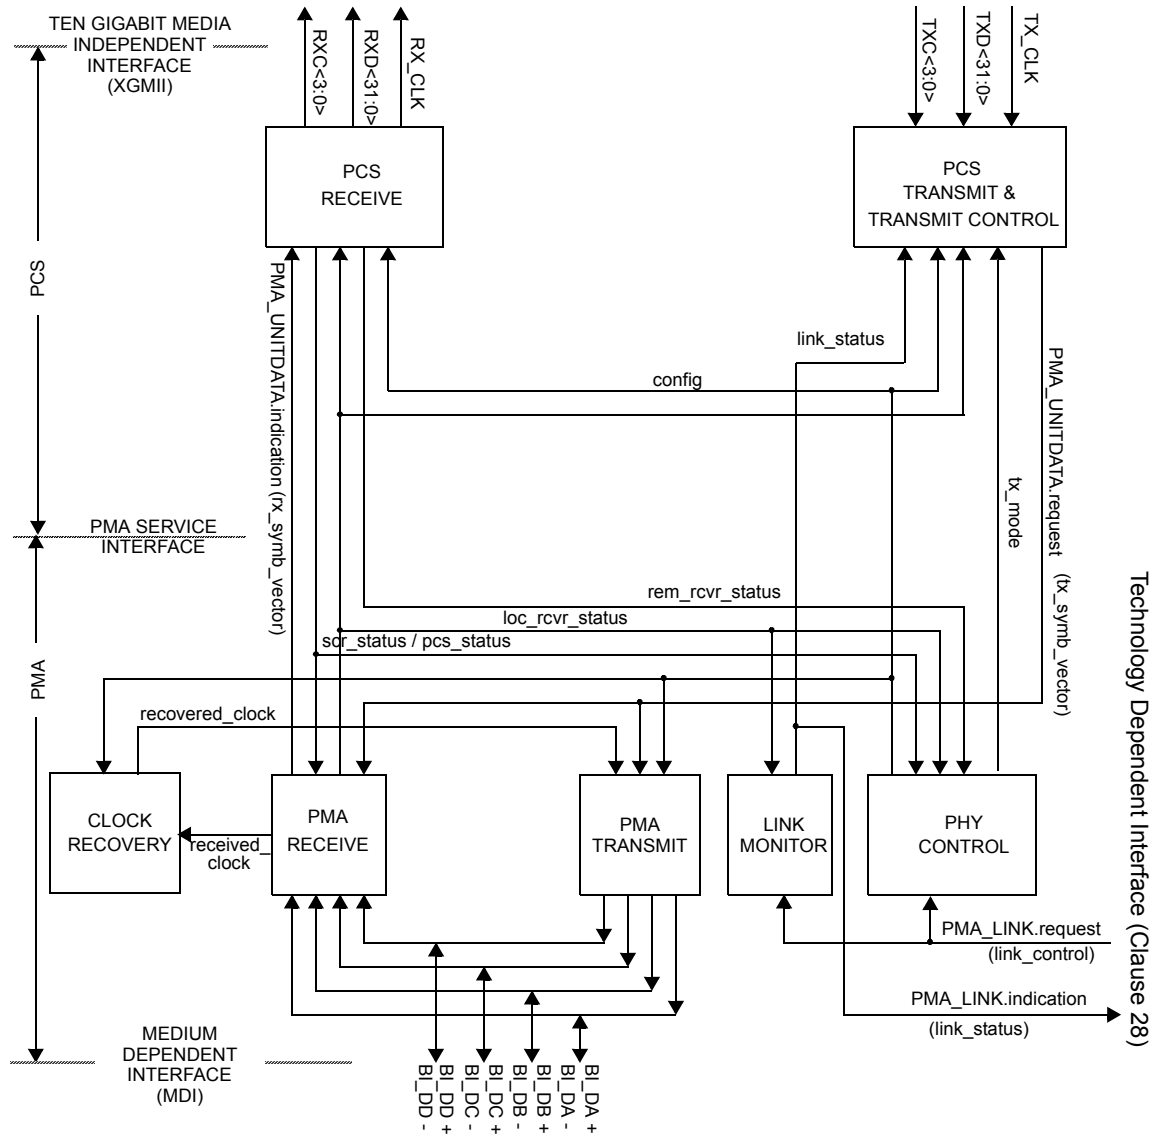 TEN GIGABIT MEDIA
INDEPENDENT
INTERFACE
(XGMII)
RXC<3:0>
RXD<31:0>
RX_CLK
TXC<3:0>
TXD<31:0>
TX_CLK
PCS
RECEIVE
PCS
TRANSMIT &
TRANSMIT CONTROL
PCS
PMA_UNITDATA.indication (rx_symb_vector)
link_status
config
PMA_UNITDATA.request (tx_symb_vector)
tx_mode
PMA SERVICE
INTERFACE
Technology Dependent Interface (Clause 28)
rem_rcvr_status
loc_rcvr_status
scr_status / pcs_status
PMA
recovered_clock
CLOCK
RECOVERY
received_
clock
PMA
RECEIVE
PMA
TRANSMIT
LINK
MONITOR
PHY
CONTROL
PMA_LINK.request
(link_control)
PMA_LINK.indication
(link_status)
MEDIUM
DEPENDENT
INTERFACE
(MDI)
BI_DD -
BI_DD +
BI_DC -
BI_DC +
BI_DB -
BI_DB +
BI_DA -
BI_DA +